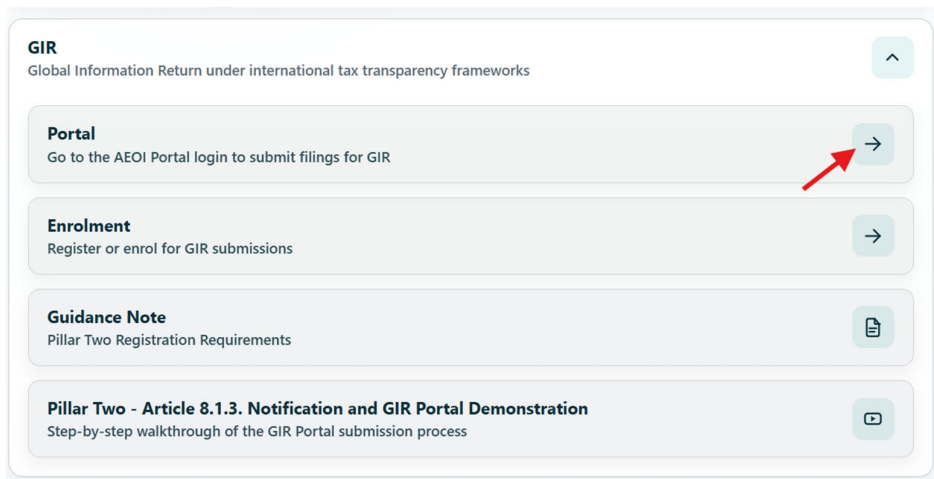 GIR
Global Information Return under international tax transparency frameworks
Portal
Go to the AEOI Portal login to submit filings for GIR
Enrolment
Register or enrol for GIR submissions
Guidance Note
Pillar Two Registration Requirements
Pillar Two - Article 8.1.3. Notification and GIR Portal Demonstration
Step-by-step walkthrough of the GIR Portal submission process